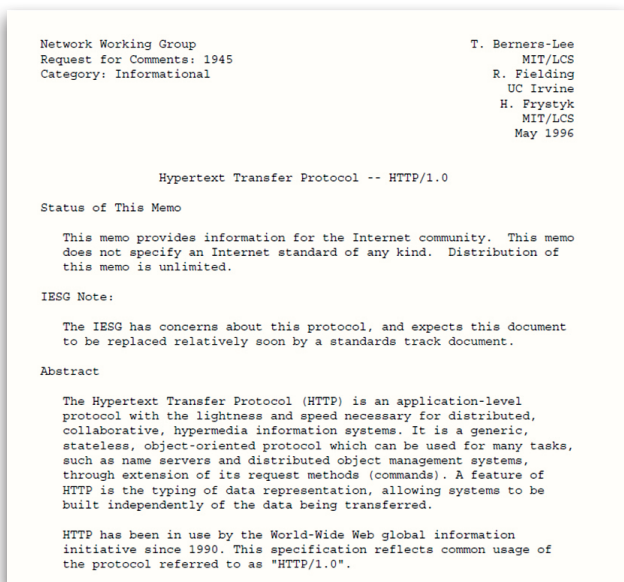 Network Working Group T. Berners-Lee
Request for Comments: 1945 MIT/LCS
Category: Informational R. Fielding
UC Irvine
H. Frystyk
MIT/LCS
May 1996
Hypertext Transfer Protocol -- HTTP/1.0
Status of This Memo
This memo provides information for the Internet community. This memo
does not specify an Internet standard of any kind. Distribution of
this memo is unlimited.
IESG Note:
The IESG has concerns about this protocol, and expects this document
to be replaced relatively soon by a standards track document.
Abstract
The Hypertext Transfer Protocol (HTTP) is an application-level
protocol with the lightness and speed necessary for distributed,
collaborative, hypermedia information systems. It is a generic,
stateless, object-oriented protocol which can be used for many tasks,
such as name servers and distributed object management systems,
through extension of its request methods (commands). A feature of
HTTP is the typing of data representation, allowing systems to be
built independently of the data being transferred.
HTTP has been in use by the World-Wide Web global information
initiative since 1990. This specification reflects common usage of
the protocol referred to as "HTTP/1.0".